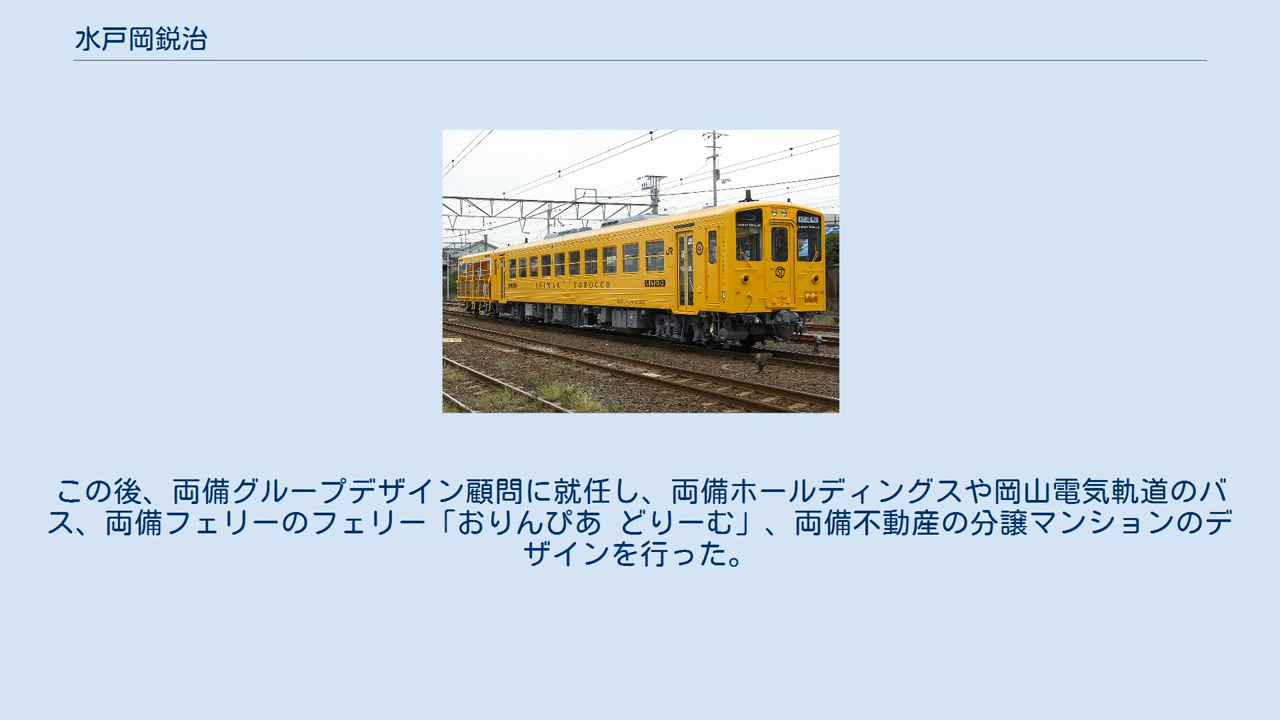 水戸岡鋭治
SHIMAN TOROCCO
この後、両備グループデザイン顧問に就任し、両備ホールディングスや岡山電気軌道のバ
ス、両備フェリーのフェリー「おりんぴあ どりーむ」、両備不動産の分譲マンションのデ
ザインを行った。